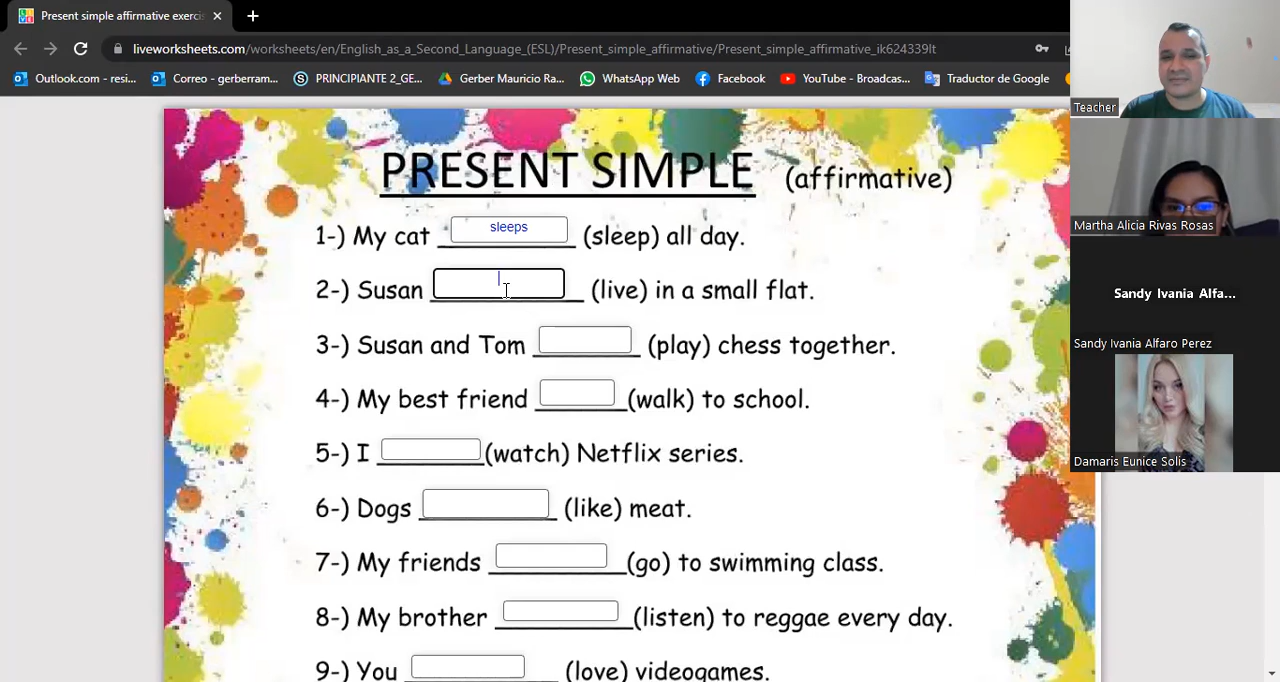 Present simple affirmative exerci
liveworksheets.com/worksheets/en/English_as_a_Second_Language_(ESL)/Present_simple_affirmative/Present_simple_affirmative_ik624339lt
Outlook.com - resi... Correo - gerberram... PRINCIPIANTE 2_GE... Gerber Mauricio Ra... WhatsApp Web Facebook YouTube - Broadcas... Traductor de Google
PRESENT SIMPLE (affirmative)
1-) My cat sleeps (sleep) all day.
2-) Susan (live) in a small flat.
3-) Susan and Tom (play) chess together.
4-) My best friend (walk) to school.
5-) I (watch) Netflix series.
6-) Dogs (like) meat.
7-) My friends (go) to swimming class.
8-) My brother (listen) to reggae every day.
9-) You (love) videogames.
Teacher
Martha Alicia Rivas Rosas
Sandy Ivania Alfa...
Sandy Ivania Alfaro Perez
Damaris Eunice Solis